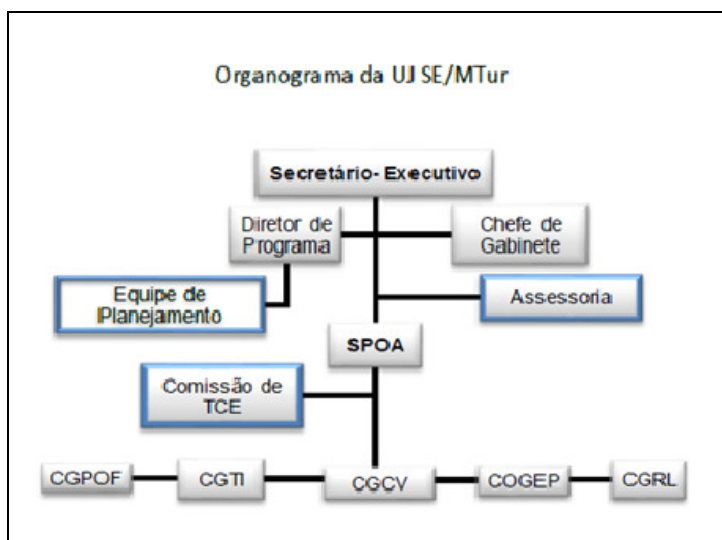 Organograma da UJ SE/MTur
Secretário-Executivo
Diretor de
Programa
Chefe de
Gabinete
Equipe de
Planejamento
Assessoria
SPOA
Comissão de
TCE
CGPOF
CGTI
CGCV
COGEP
CGRL